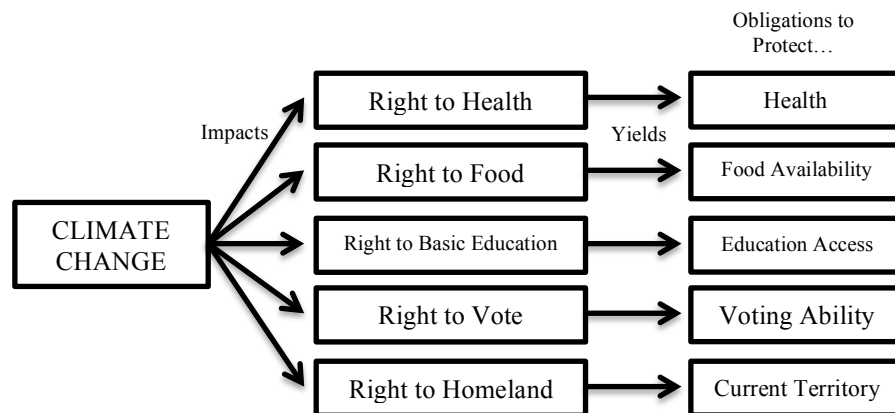 Obligations to
Protect…
Right to Health
Health
Impacts
Yields
Right to Food
Food Availability
CLIMATE
CHANGE
Right to Basic Education
Education Access
Right to Vote
Voting Ability
Right to Homeland
Current Territory